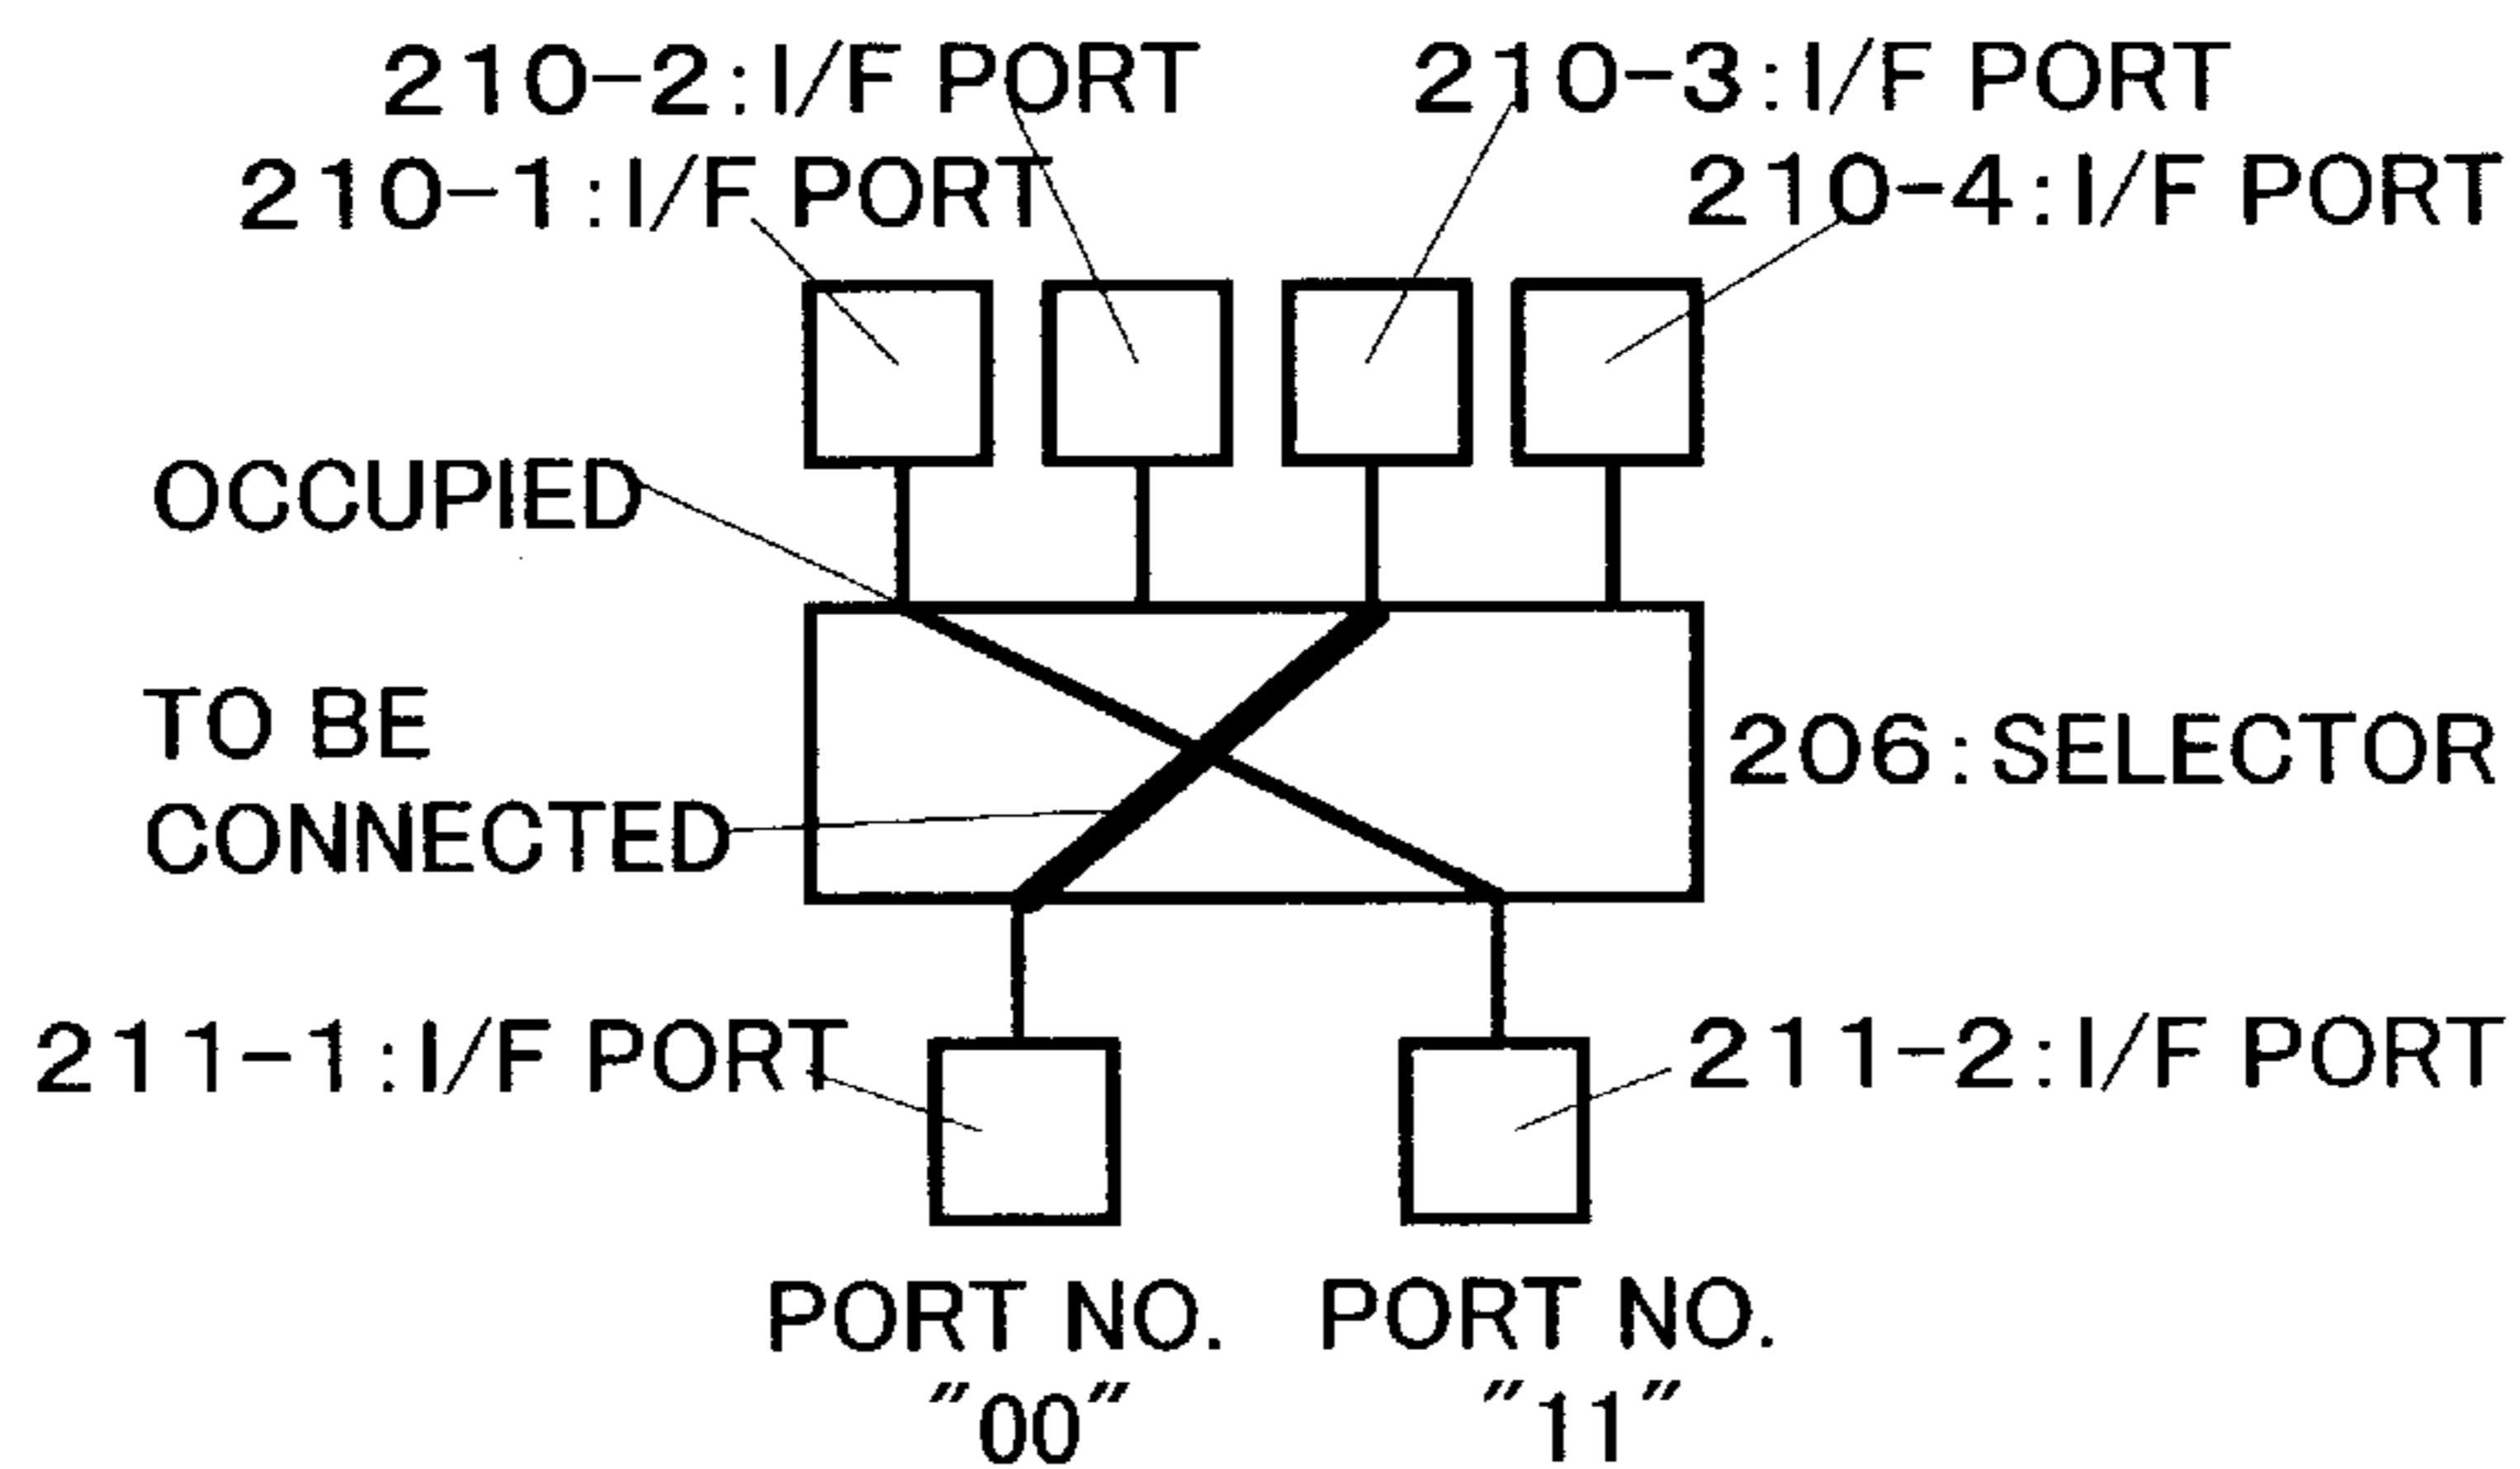 210-2:I/F PORT
210-3:I/F PORT
210-1:I/F PORT
210-4:I/F PORT
OCCUPIED
TO BE
CONNECTED
206:SELECTOR
211-1:I/F PORT
211-2:I/F PORT
PORT NO.
"00"
PORT NO.
"11"